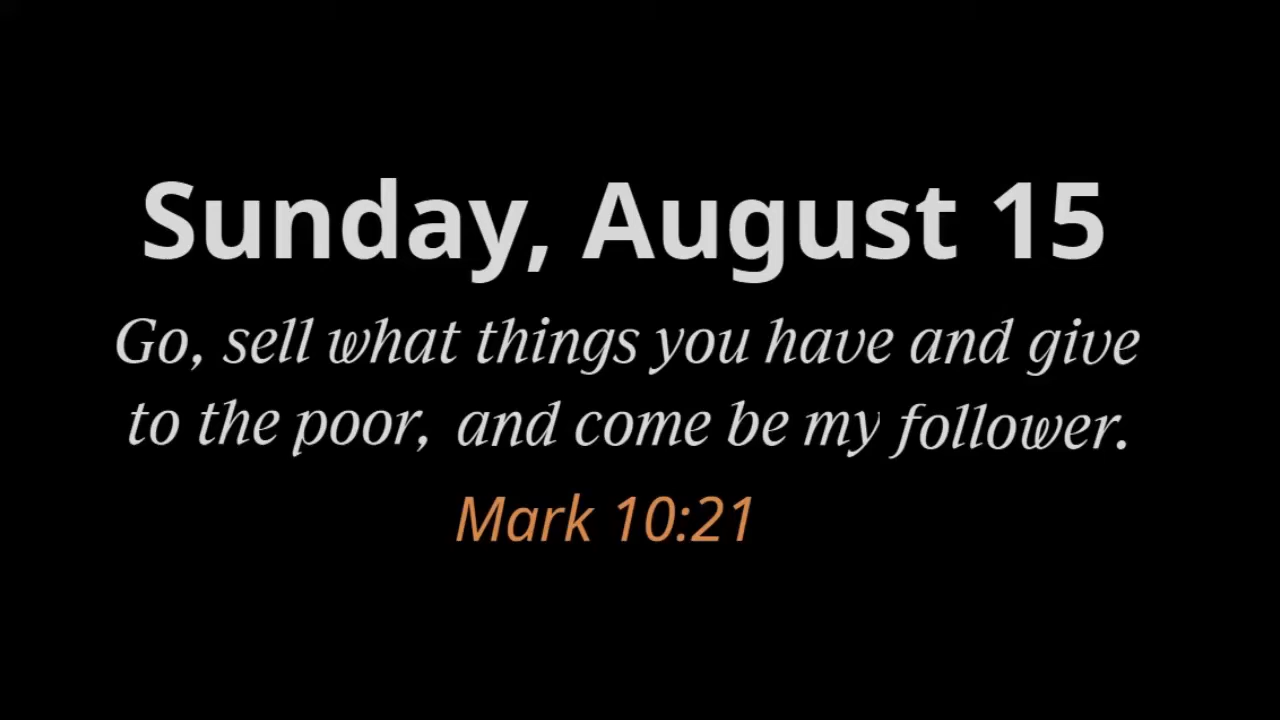 Sunday, August 15
Go, sell what things you have and give
to the poor, and come be my follower.
Mark 10:21